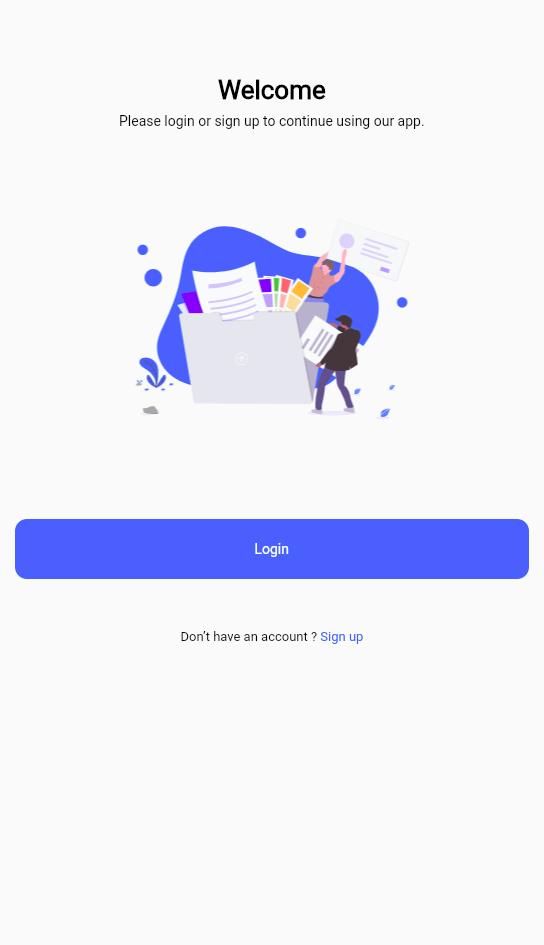 Welcome
Please login or sign up to continue using our app.
Login
Don’t have an account ? Sign up